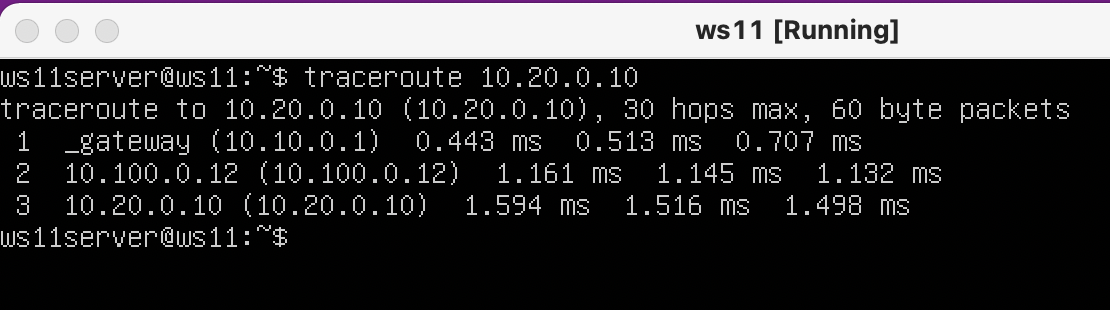 ws11 [Running]
ws11server@ws11:~$ traceroute 10.20.0.10
traceroute to 10.20.0.10 (10.20.0.10), 30 hops max, 60 byte packets
 1  _gateway (10.10.0.1)  0.443 ms  0.513 ms  0.707 ms
 2  10.100.0.12 (10.100.0.12)  1.161 ms  1.145 ms  1.132 ms
 3  10.20.0.10 (10.20.0.10)  1.594 ms  1.516 ms  1.498 ms
ws11server@ws11:~$